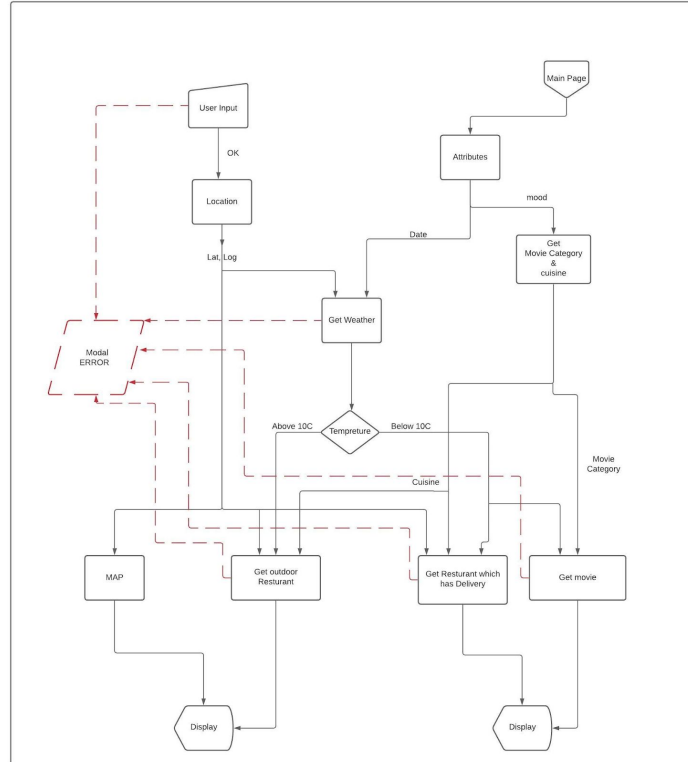 Main Page
User Input
OK
Attributes
Location
mood
Date
Get
Movie Category
&
cuisine
Lat, Log
Get Weather
Modal
ERROR
Above 10C
Tempreture
Below 10C
Movie
Category
Cuisine
MAP
Get outdoor
Resturant
Get Resturant which
has Delivery
Get movie
Display
Display